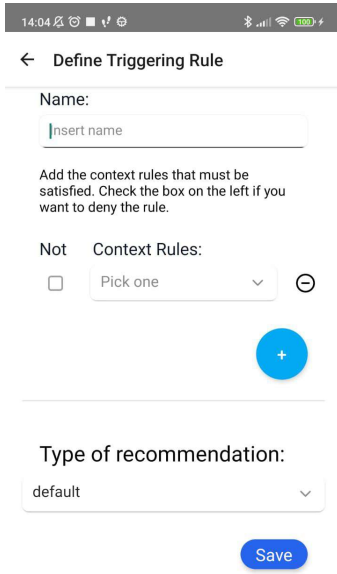 14:04 100
Define Triggering Rule
Name:
Insert name
Add the context rules that must be
satisfied. Check the box on the left if you
want to deny the rule.
Not Context Rules:
Pick one
+
Type of recommendation:
default
Save